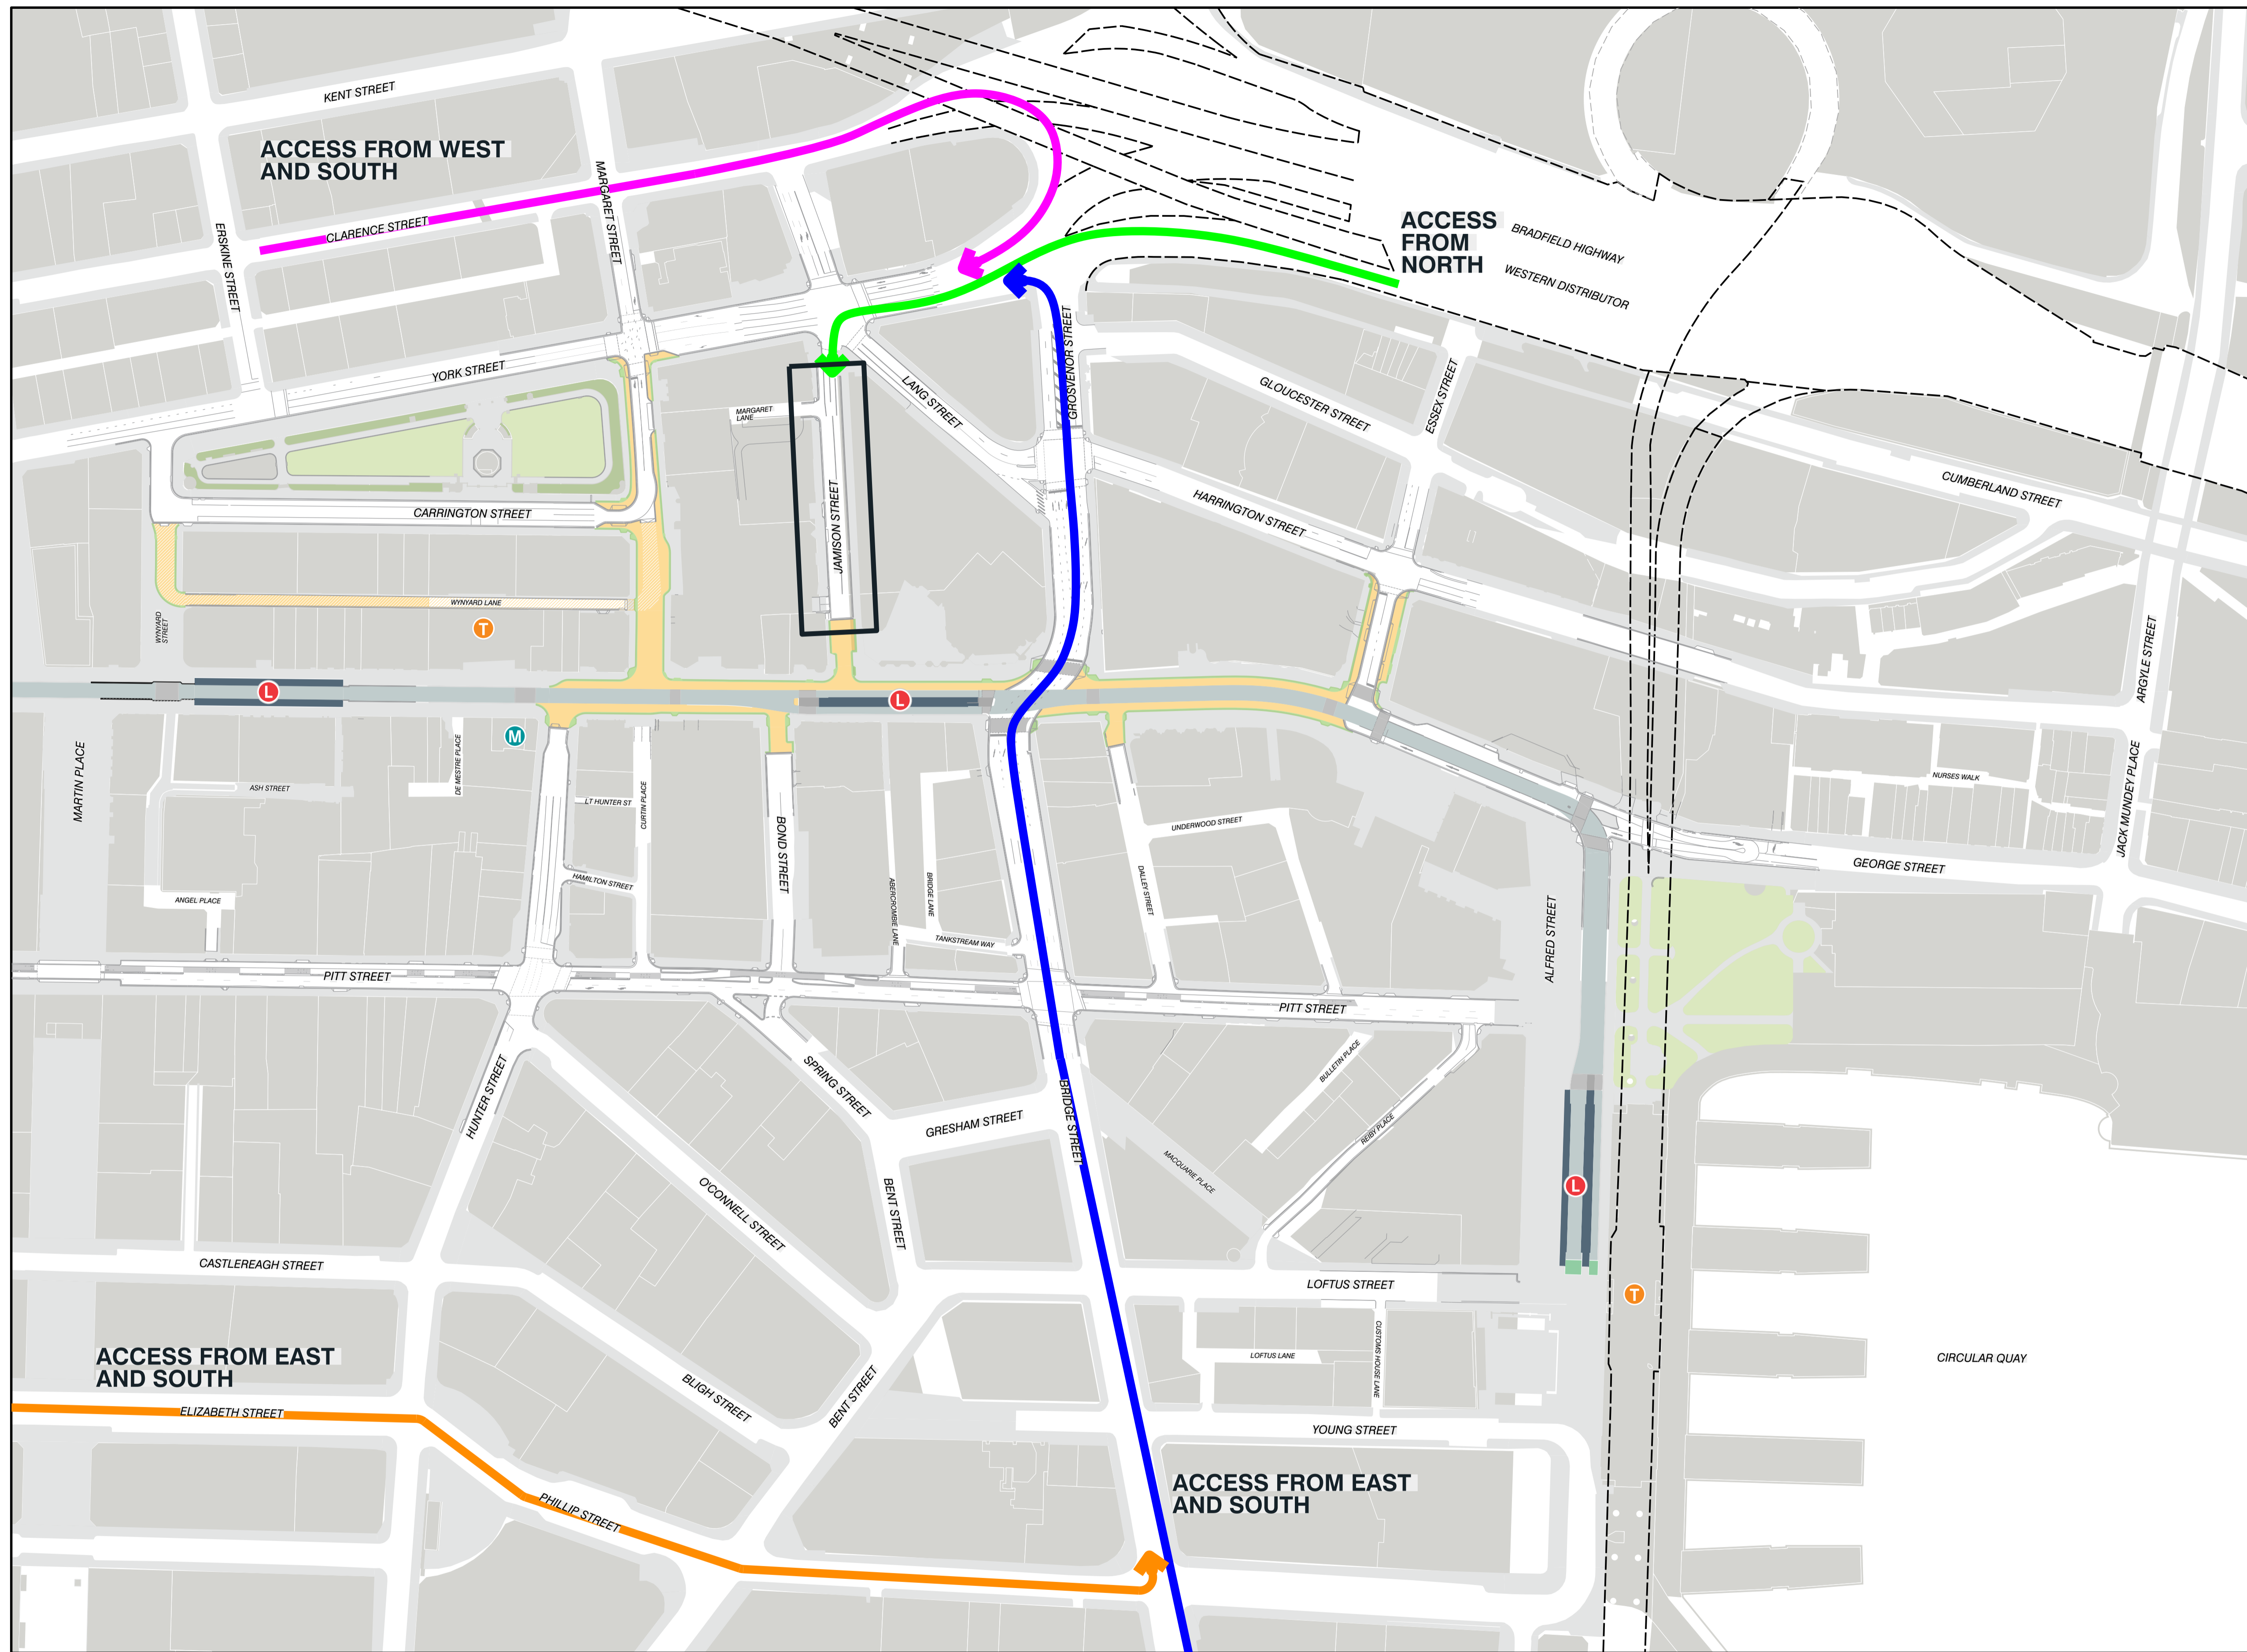 KENT STREET
ACCESS FROM WEST
AND SOUTH
MARGARET STREET
CLARENCE STREET
ERSKINE STREET
ACCESS
FROM
NORTH
BRADFIELD HIGHWAY
WESTERN DISTRIBUTOR
YORK STREET
MARGARET
LANE
LANG STREET
GROSVENOR STREET
GLOUCESTER STREET
ESSEX STREET
CUMBERLAND STREET
CARRINGTON STREET
JAMISON STREET
HARRINGTON STREET
WYNYARD LANE
WYNYARD
STREET
T
ARGYLE STREET
L
L
M
MARTIN PLACE
DE MESTRE PLACE
ASH STREET
LT HUNTER ST
CURTIN PLACE
BOND STREET
UNDERWOOD STREET
NURSES WALK
JACK MUNDEY PLACE
GEORGE STREET
HAMILTON STREET
ABERCROMBIE LANE
BRIDGE LANE
DALLEY STREET
ANGEL PLACE
TANKSTREAM WAY
ALFRED STREET
PITT STREET
PITT STREET
HUNTER STREET
SPRING STREET
GRESHAM STREET
BRIDGE STREET
BULLETIN PLACE
REIBY PLACE
MACQUARIE PLACE
O'CONNELL STREET
BENT STREET
L
CASTLEREAGH STREET
LOFTUS STREET
T
CUSTOMS HOUSE LANE
LOFTUS LANE
CIRCULAR QUAY
ACCESS FROM EAST
AND SOUTH
ELIZABETH STREET
BLIGH STREET
BENT STREET
YOUNG STREET
ACCESS FROM EAST
AND SOUTH
PHILLIP STREET